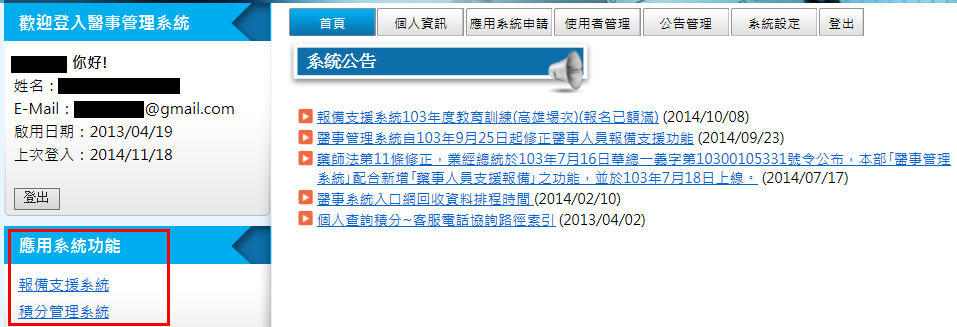 歡迎登入醫事管理系統
你好!
姓名：
E-Mail：@gmail.com
啟用日期：2013/04/19
上次登入：2014/11/18
登出
應用系統功能
報備支援系統
積分管理系統
首頁 個人資訊 應用系統申請 使用者管理 公告管理 系統設定 登出
系統公告
報備支援系統103年度教育訓練(高雄場次)(報名已額滿) (2014/10/08)
醫事管理系統自103年9月25日起修正醫事人員報備支援功能 (2014/09/23)
藥師法第11條修正，業經總統於103年7月16日華總一義字第10300105331號令公布，本部「醫事管理
系統」配合新增「藥事人員支援報備」之功能，並於103年7月18日上線。 (2014/07/17)
醫事系統入口網回收資料排程時間 (2014/02/10)
個人查詢積分~客服電話協詢路徑索引 (2013/04/02)